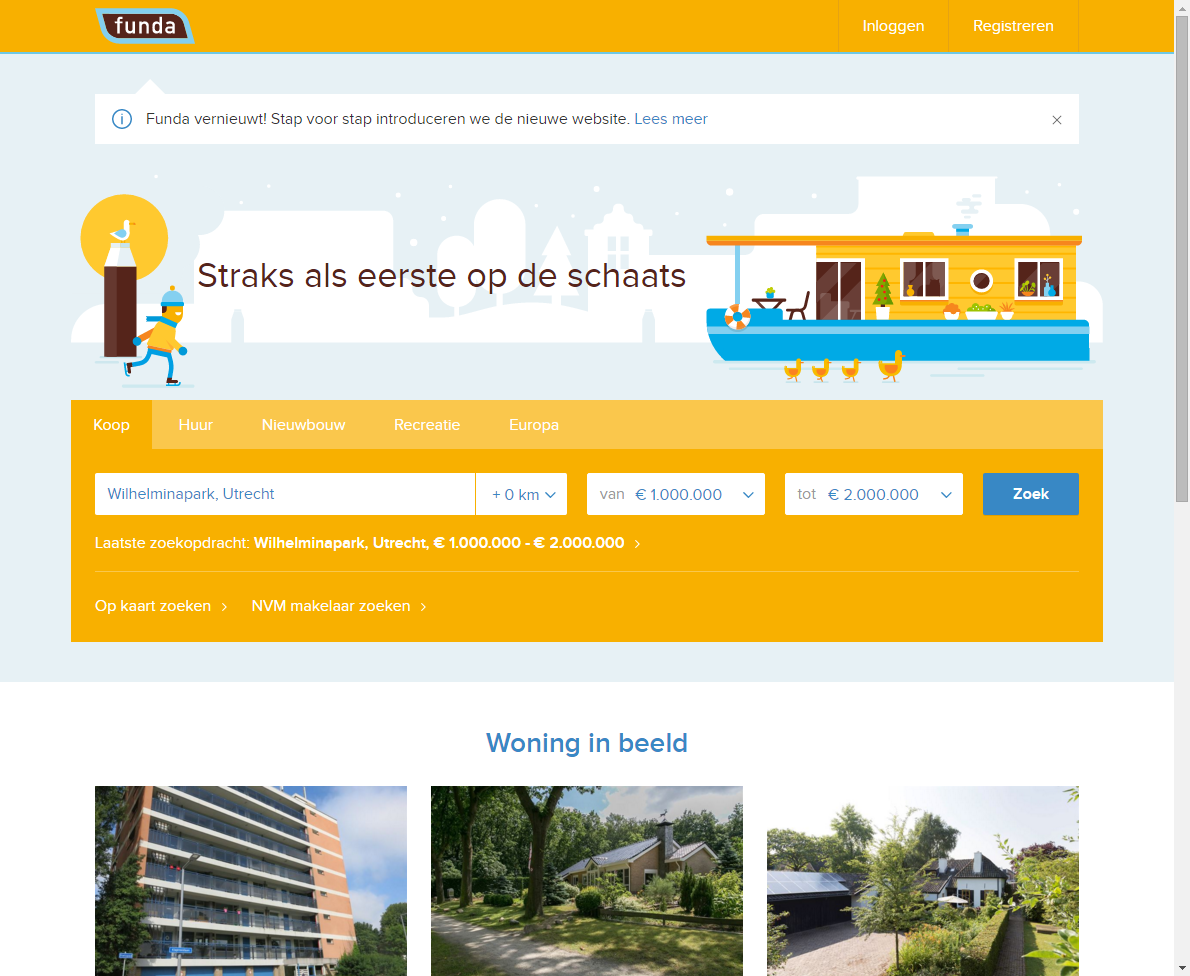 funda
Inloggen Registreren
Funda vernieuwt! Stap voor stap introduceren we de nieuwe website. Lees meer
Straks als eerste op de schaats
Koop Huur Nieuwbouw Recreatie Europa
Wilhelminapark, Utrecht + 0 km van € 1.000.000 tot € 2.000.000 Zoek
Laatste zoekopdracht: Wilhelminapark, Utrecht, € 1.000.000 - € 2.000.000
Op kaart zoeken NVM makelaar zoeken
Woning in beeld